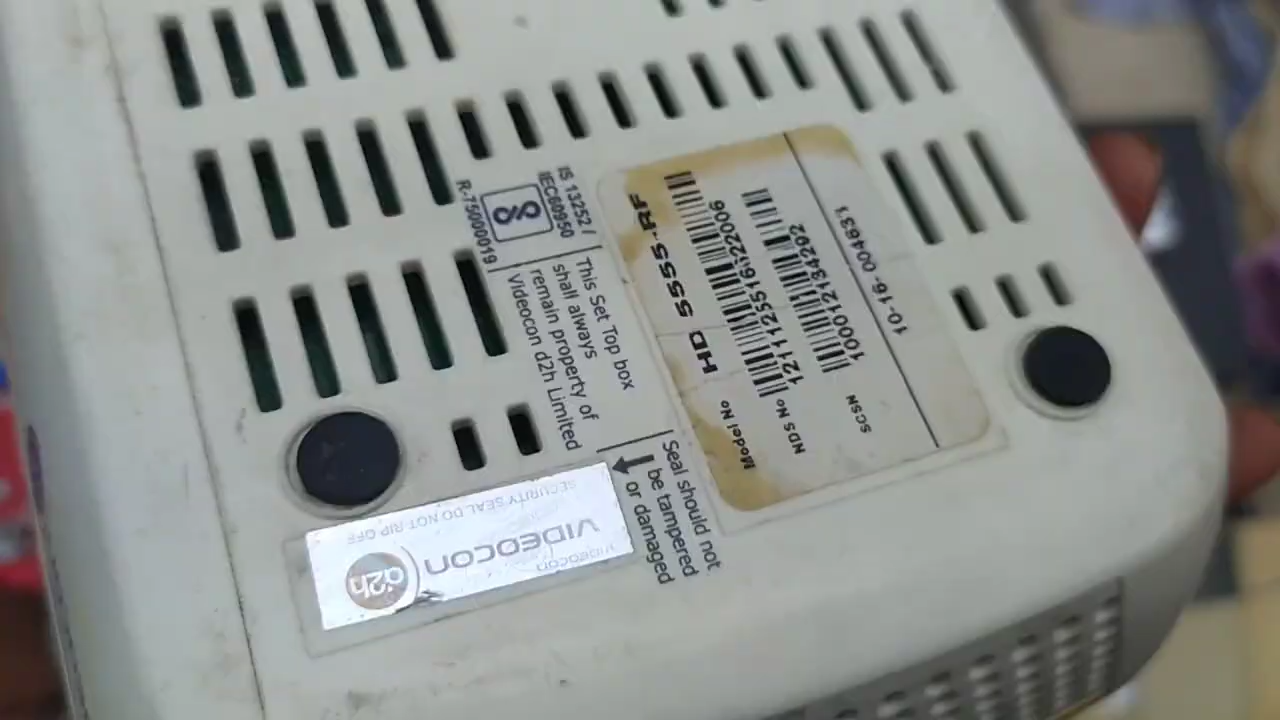 IS 13252 /
IEC60950
R-75000019
This Set Top box
shall always
remain property of
Videocon d2h Limited
Seal should not
be tampered
or damaged
HD 5555-RF
Model No
NDS No
SCSN
100012134202
10-16-004631
SECURITY SEAL DO NOT RIP OFF
VIDEOCON
d2h
VIDEOCON